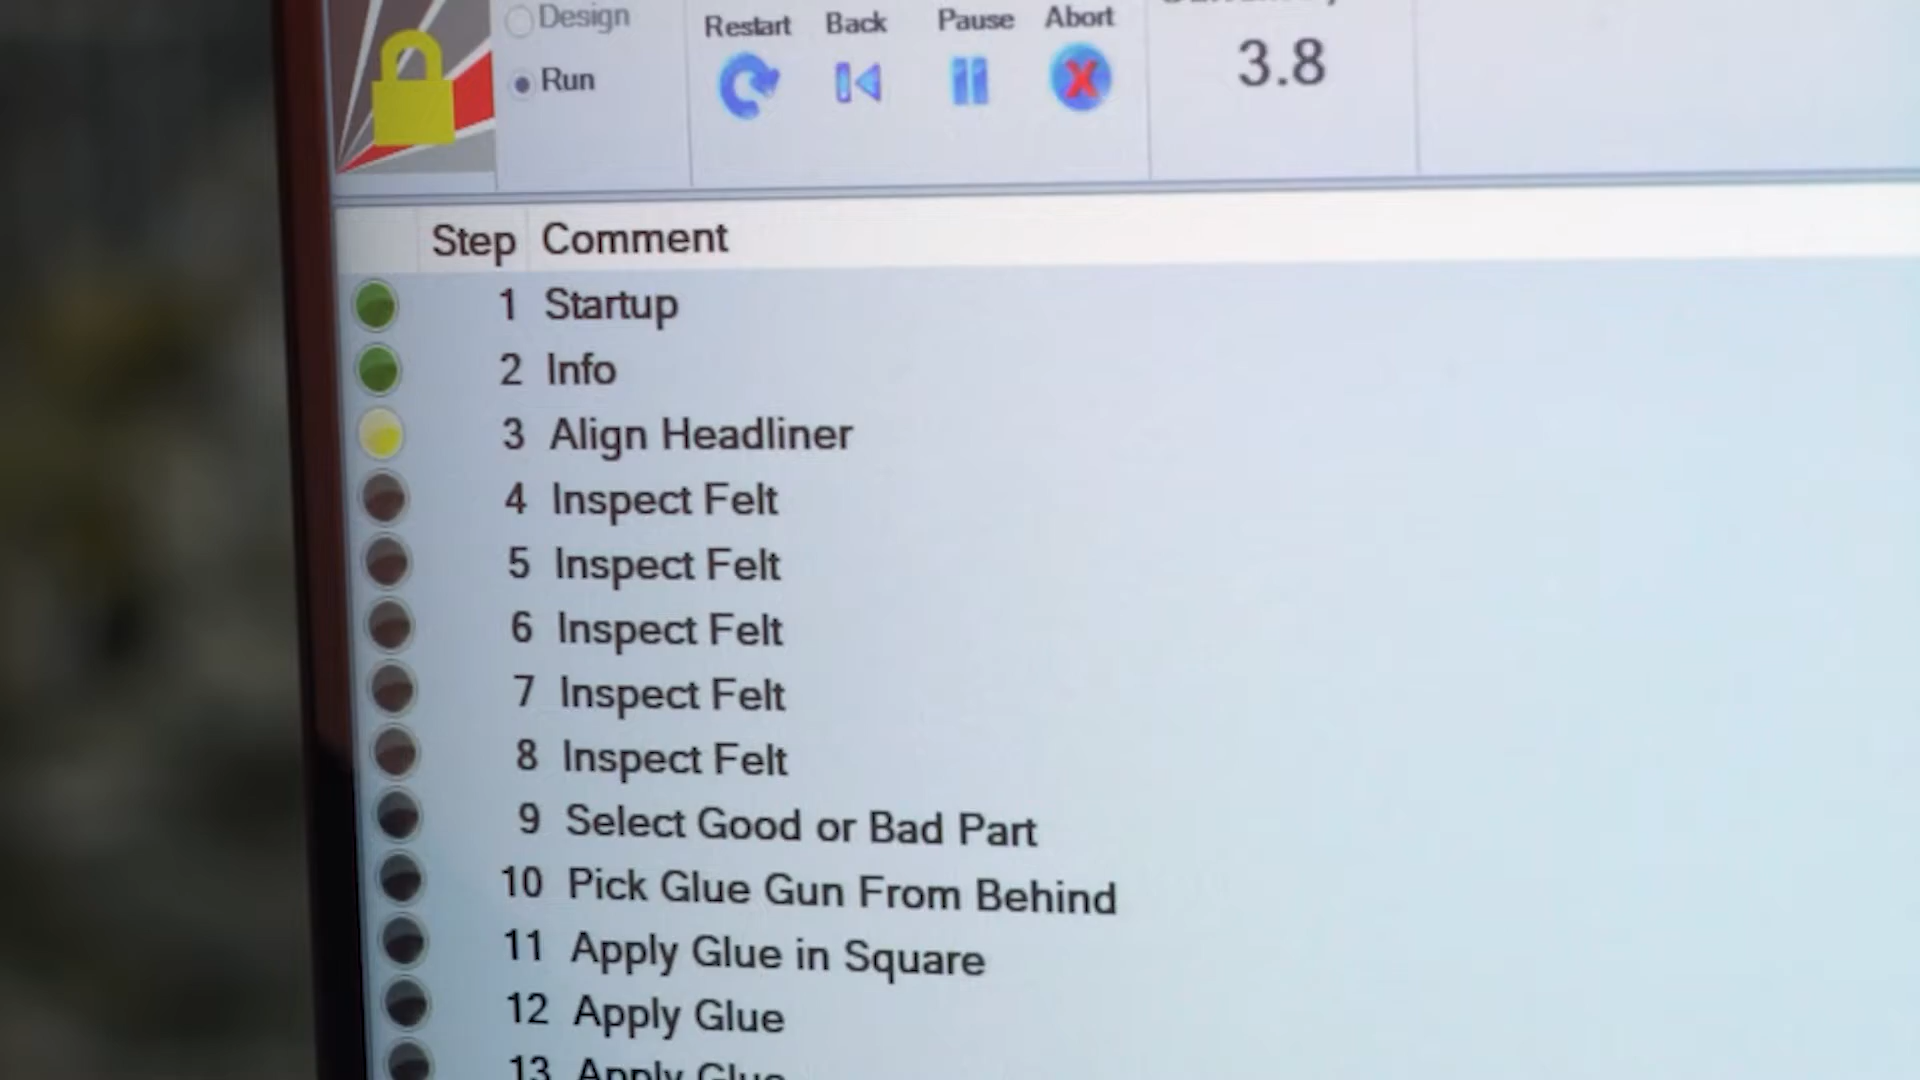 Design
Run
Restart Back Pause Abort
3.8
Step Comment
1 Startup
2 Info
3 Align Headliner
4 Inspect Felt
5 Inspect Felt
6 Inspect Felt
7 Inspect Felt
8 Inspect Felt
9 Select Good or Bad Part
10 Pick Glue Gun From Behind
11 Apply Glue in Square
12 Apply Glue
13 Apply Glue